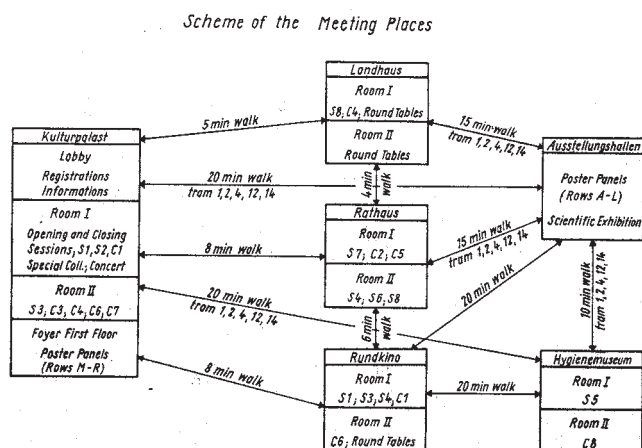 Scheme of the Meeting Places
Landhaus
Room I
S8, C4, Round Tables
Room II
Round Tables
5 min walk
15 min walk
tram 1,2,4,12,14
Kulturpalast
Lobby
Registrations
Informations
Room I
Opening and Closing
Sessions, S1, S2, C1
Special Coll., Concert
Room II
S3, C3, C4, C6, C7
Foyer First Floor
Poster Panels
(Rows M-R)
20 min walk
tram 1,2,4,12,14
4 min
walk
Ausstellungshallen
Poster Panels
(Rows A-L)
Scientific Exhibition
8 min walk
Rathaus
Room I
S7; C2; C5
Room II
S4; S6; S8
15 min walk
tram 1,2,4,12,14
20 min walk
tram 1,2,4,12,14
20 min walk
10 min walk
tram 1,2,4,12,14
6 min
walk
8 min walk
Rundkino
Room I
S1; S3; S4; C1
Room II
C6; Round Tables
20 min walk
Hygienemuseum
Room I
S5
Room II
C8